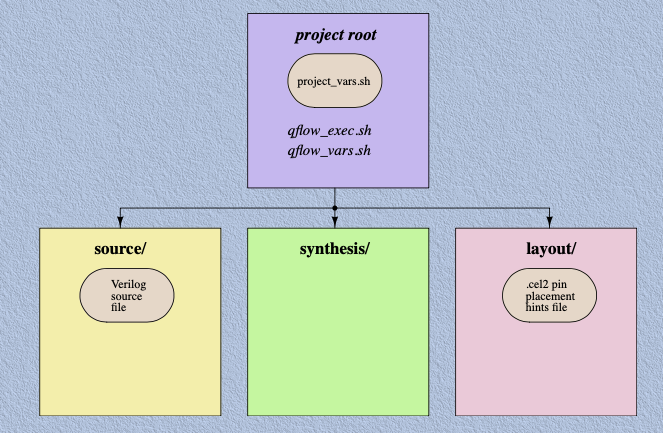 project root
project_vars.sh
qflow_exec.sh
qflow_vars.sh
source/
Verilog
source
file
synthesis/
layout/
.cel2 pin
placement
hints file